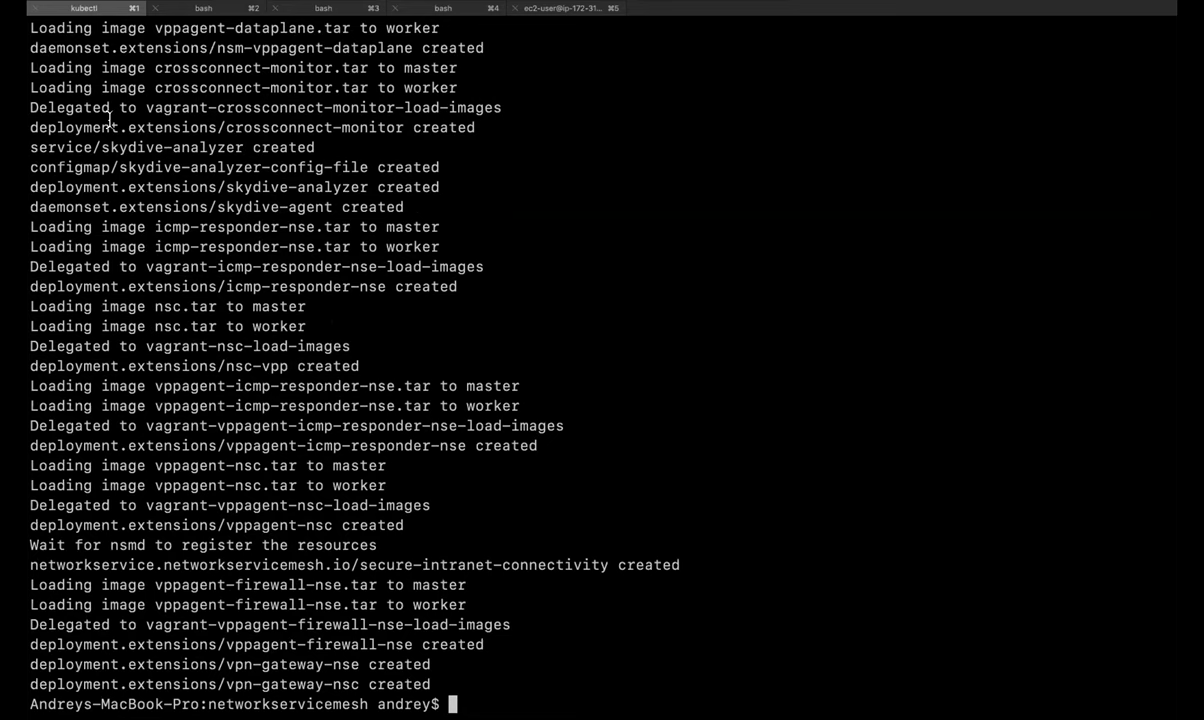 kubectl ⌘1 bash ⌘2 bash ⌘3 bash ⌘4 ec2-user@ip-172-31... ⌘5
Loading image vppagent-dataplane.tar to worker
daemonset.extensions/nsm-vppagent-dataplane created
Loading image crossconnect-monitor.tar to master
Loading image crossconnect-monitor.tar to worker
Delegated to vagrant-crossconnect-monitor-load-images
deployment.extensions/crossconnect-monitor created
service/skydive-analyzer created
configmap/skydive-analyzer-config-file created
deployment.extensions/skydive-analyzer created
daemonset.extensions/skydive-agent created
Loading image icmp-responder-nse.tar to master
Loading image icmp-responder-nse.tar to worker
Delegated to vagrant-icmp-responder-nse-load-images
deployment.extensions/icmp-responder-nse created
Loading image nsc.tar to master
Loading image nsc.tar to worker
Delegated to vagrant-nsc-load-images
deployment.extensions/nsc-vpp created
Loading image vppagent-icmp-responder-nse.tar to master
Loading image vppagent-icmp-responder-nse.tar to worker
Delegated to vagrant-vppagent-icmp-responder-nse-load-images
deployment.extensions/vppagent-icmp-responder-nse created
Loading image vppagent-nsc.tar to master
Loading image vppagent-nsc.tar to worker
Delegated to vagrant-vppagent-nsc-load-images
deployment.extensions/vppagent-nsc created
Wait for nsmd to register the resources
networkservice.networkservicemesh.io/secure-intranet-connectivity created
Loading image vppagent-firewall-nse.tar to master
Loading image vppagent-firewall-nse.tar to worker
Delegated to vagrant-vppagent-firewall-nse-load-images
deployment.extensions/vppagent-firewall-nse created
deployment.extensions/vpn-gateway-nse created
deployment.extensions/vpn-gateway-nsc created
Andreys-MacBook-Pro:networkservicemesh andrey$